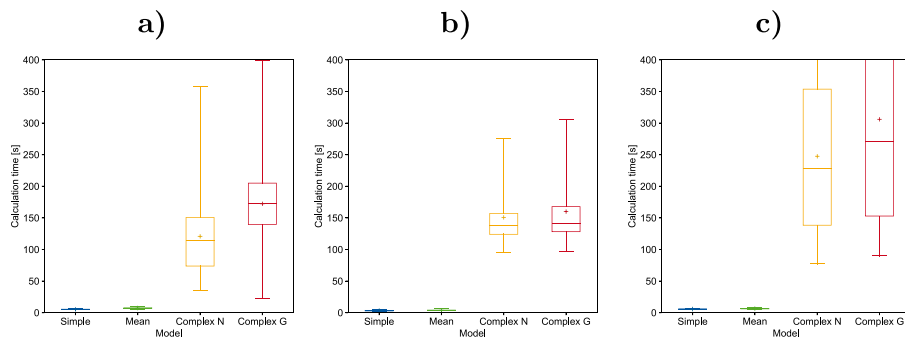 a)
b)
c)
400
350
300
250
200
150
100
50
0
Calculation time [s]
Simple
Mean
Complex N
Complex G
Model
400
350
300
250
200
150
100
50
0
Calculation time [s]
Simple
Mean
Complex N
Complex G
Model
400
350
300
250
200
150
100
50
0
Calculation time [s]
Simple
Mean
Complex N
Complex G
Model